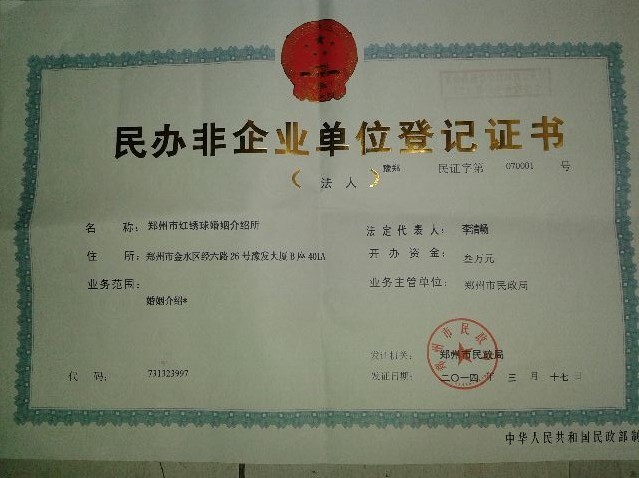 民办非企业单位登记证书
（法人） 豫郑 民证字第 070001 号
名 称： 郑州市红绣球婚姻介绍所
法定代表人： 李洁畅
住 所： 郑州市金水区经六路26号豫发大厦B座401A
开办资金： 叁万元
业务范围：
业务主管单位： 郑州市民政局
婚姻介绍*
发证机关： 郑州市民政局
代 码： 731323997
发证日期： 二〇一四 年 三 月 十七 日
郑州市民政局
中华人民共和国民政部制